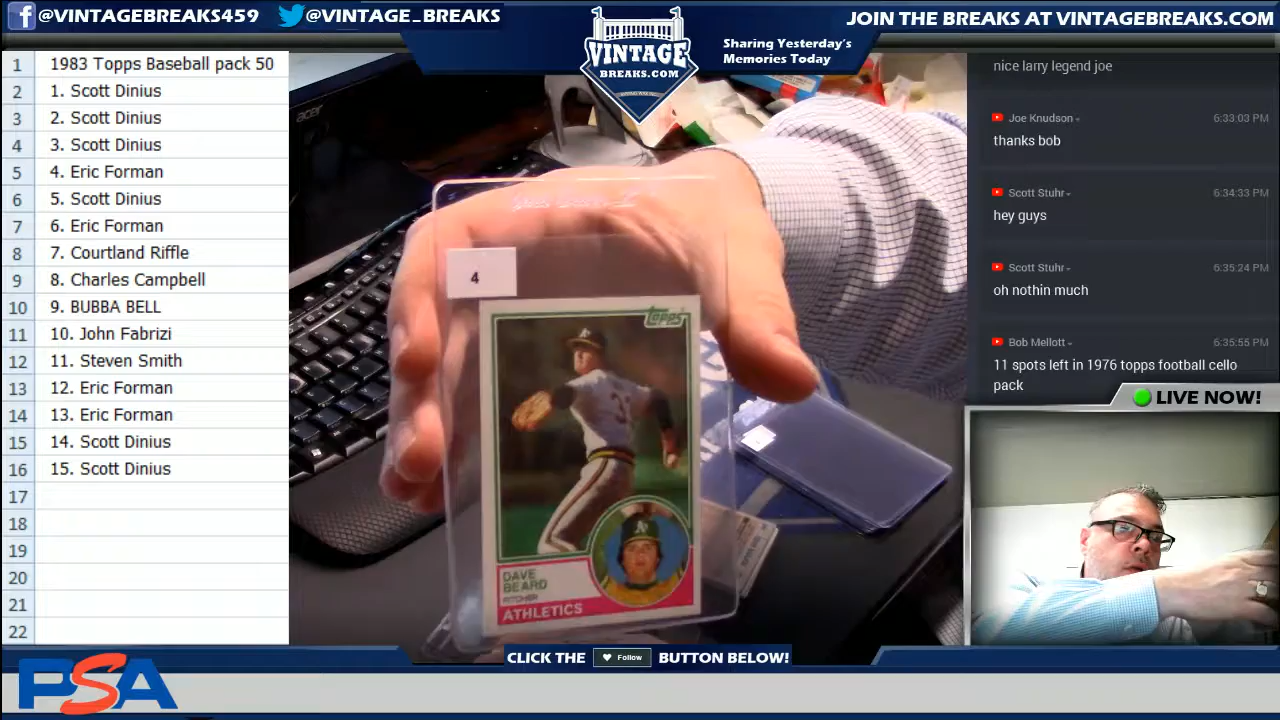 @VINTAGEBREAKS459
@VINTAGE_BREAKS
VINTAGE
BREAKS.COM
Sharing Yesterday's
Memories Today
JOIN THE BREAKS AT VINTAGEBREAKS.COM
1 1983 Topps Baseball pack 50
2 1. Scott Dinius
3 2. Scott Dinius
4 3. Scott Dinius
5 4. Eric Forman
6 5. Scott Dinius
7 6. Eric Forman
8 7. Courtland Riffle
9 8. Charles Campbell
10 9. BUBBA BELL
11 10. John Fabrizi
12 11. Steven Smith
13 12. Eric Forman
14 13. Eric Forman
15 14. Scott Dinius
16 15. Scott Dinius
17
18
19
20
21
22
acer
4
Topps
DAVE
BEARD
PITCHER
ATHLETICS
nice larry legend joe
Joe Knudson 6:33:03 PM
thanks bob
Scott Stuhr 6:34:33 PM
hey guys
Scott Stuhr 6:35:24 PM
oh nothin much
Bob Mellott 6:35:55 PM
11 spots left in 1976 topps football cello
pack
LIVE NOW!
CLICK THE Follow BUTTON BELOW!
PSA